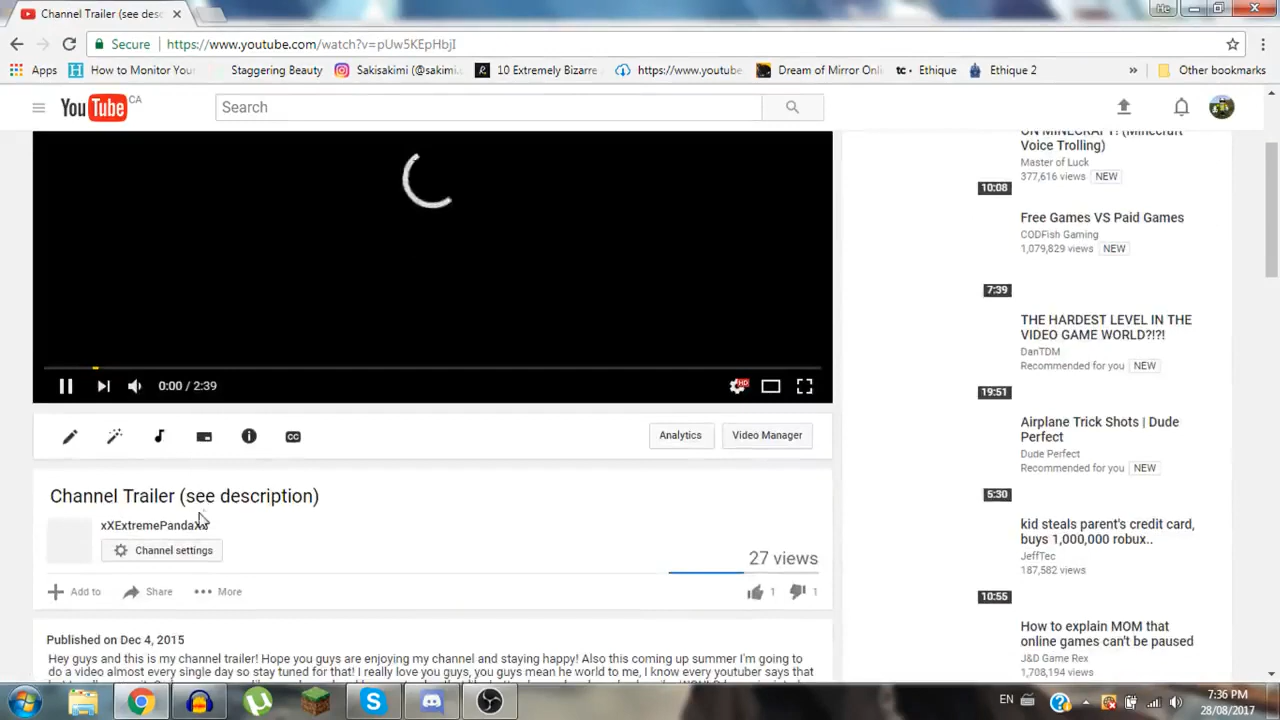 Channel Trailer (see desc
Secure https://www.youtube.com/watch?v=pUw5KEpHbjI
Apps How to Monitor You Staggering Beauty Sakisakimi (@sakimi.c 10 Extremely Bizarre https://www.youtube Dream of Mirror Onl tc • Ethique Ethique 2 » Other bookmarks
YouTube CA Search
ON MINECRAFT! (Minecraft
Voice Trolling)
Master of Luck
377,616 views NEW
10:08
Free Games VS Paid Games
CODFish Gaming
1,079,829 views NEW
7:39
THE HARDEST LEVEL IN THE
VIDEO GAME WORLD?!?!
DanTDM
Recommended for you NEW
19:51
Airplane Trick Shots | Dude
Perfect
Dude Perfect
Recommended for you NEW
5:30
kid steals parent's credit card,
buys 1,000,000 robux..
JeffTec
187,582 views
10:55
How to explain MOM that
online games can't be paused
J&D Game Rex
1,708,194 views
0:00 / 2:39 HD
CC Analytics Video Manager
Channel Trailer (see description)
xXExtremePandaXx
Channel settings
27 views
Add to Share More 1 1
Published on Dec 4, 2015
Hey guys and this is my channel trailer! Hope you guys are enjoying my channel and staying happy! Also this coming up summer I'm going to
do a video almost every single day so stay tuned for that! I really love you guys, you guys mean he world to me, I know every youtuber says that
EN 7:36 PM
28/08/2017